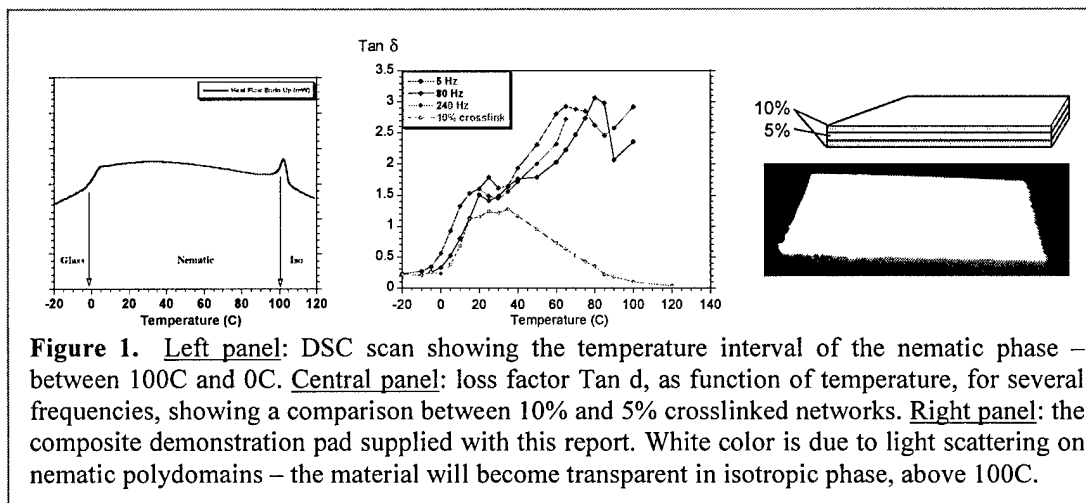 Heat Flow Endo Up (mW)
Glass
Nematic
Iso
-20 0 20 40 60 80 100 120
Temperature (C)
Tan δ
3.5
3
2.5
2
1.5
1
0.5
0
5 Hz
80 Hz
240 Hz
10% crosslink
-20 0 20 40 60 80 100 120 140
Temperature (C)
10%
5%
Figure 1. Left panel: DSC scan showing the temperature interval of the nematic phase –
between 100C and 0C. Central panel: loss factor Tan d, as function of temperature, for several
frequencies, showing a comparison between 10% and 5% crosslinked networks. Right panel: the
composite demonstration pad supplied with this report. White color is due to light scattering on
nematic polydomains – the material will become transparent in isotropic phase, above 100C.